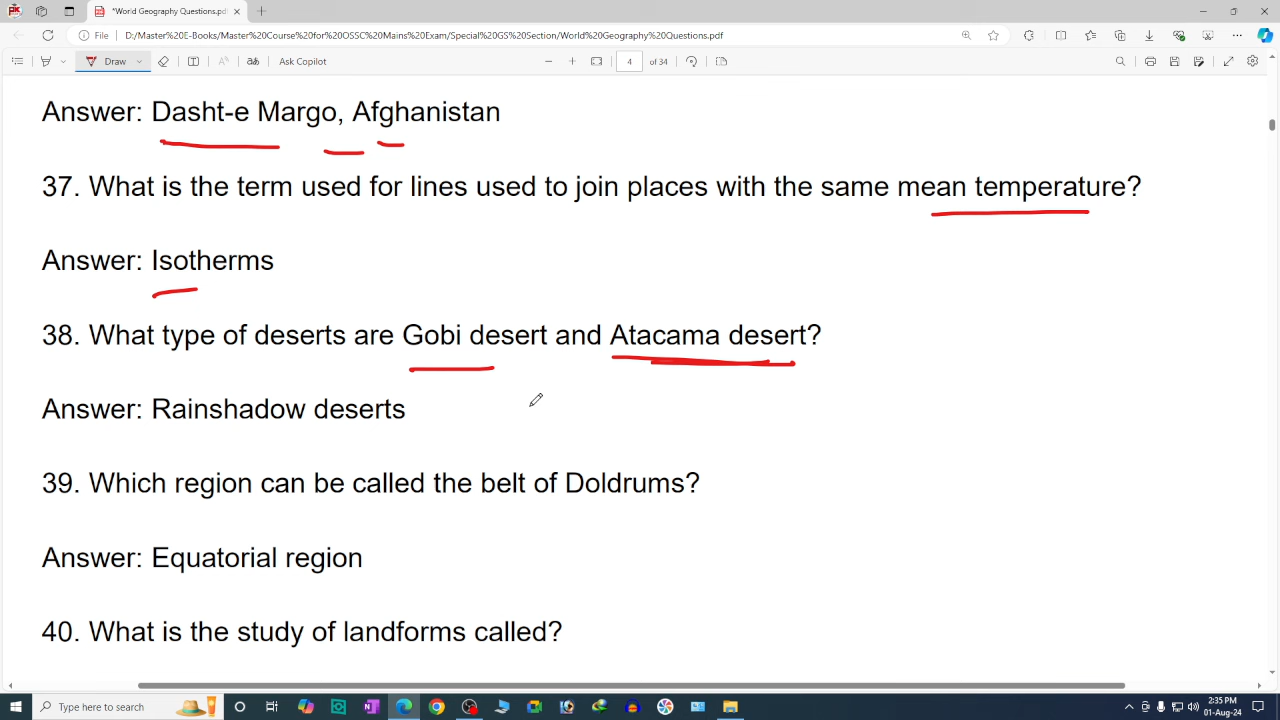 *World Geography Questions.pdf
File
D:/Master%20E-Books/Master%20Course%20for%20OSSC%20Mains%20Exam/Special%20GS%20Section/World%20Geography%20Questions.pdf
Draw
Ask Copilot
4 of 34
Answer: Dasht-e Margo, Afghanistan
37. What is the term used for lines used to join places with the same mean temperature?
Answer: Isotherms
38. What type of deserts are Gobi desert and Atacama desert?
Answer: Rainshadow deserts
39. Which region can be called the belt of Doldrums?
Answer: Equatorial region
40. What is the study of landforms called?
Type here to search
2:35 PM
01-Aug-24